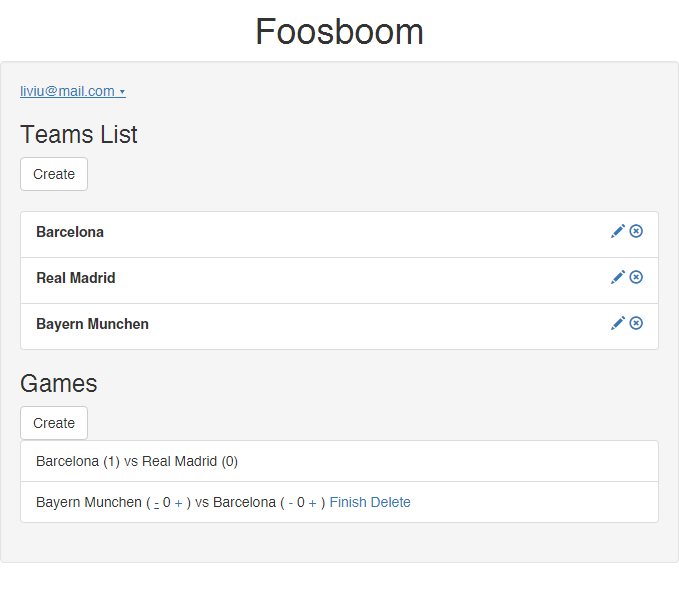 Foosboom
liviu@mail.com
Teams List
Create
Barcelona
Real Madrid
Bayern Munchen
Games
Create
Barcelona (1) vs Real Madrid (0)
Bayern Munchen ( - 0 + ) vs Barcelona ( - 0 + ) Finish Delete